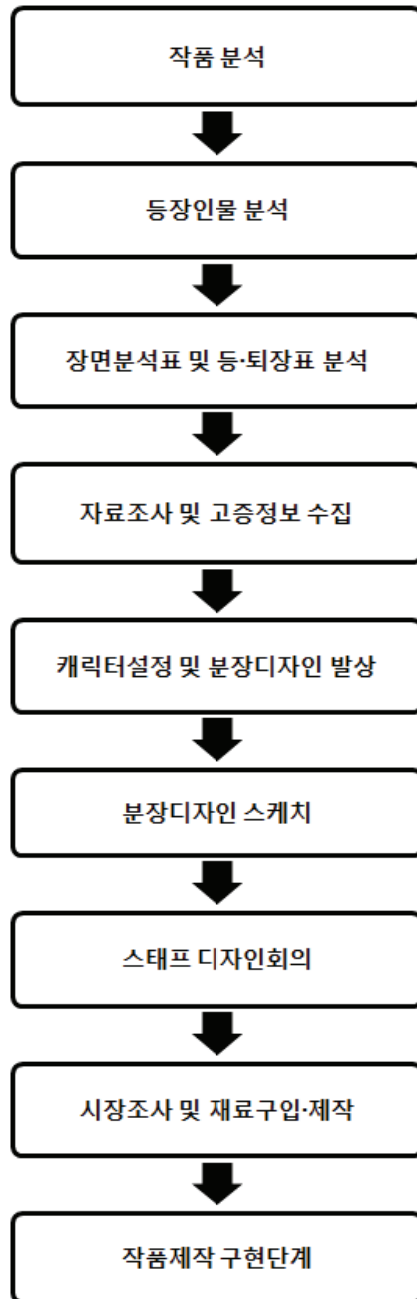 작품 분석
등장인물 분석
장면분석표 및 등·퇴장표 분석
자료조사 및 고증정보 수집
캐릭터설정 및 분장디자인 발상
분장디자인 스케치
스태프 디자인회의
시장조사 및 재료구입·제작
작품제작 구현단계